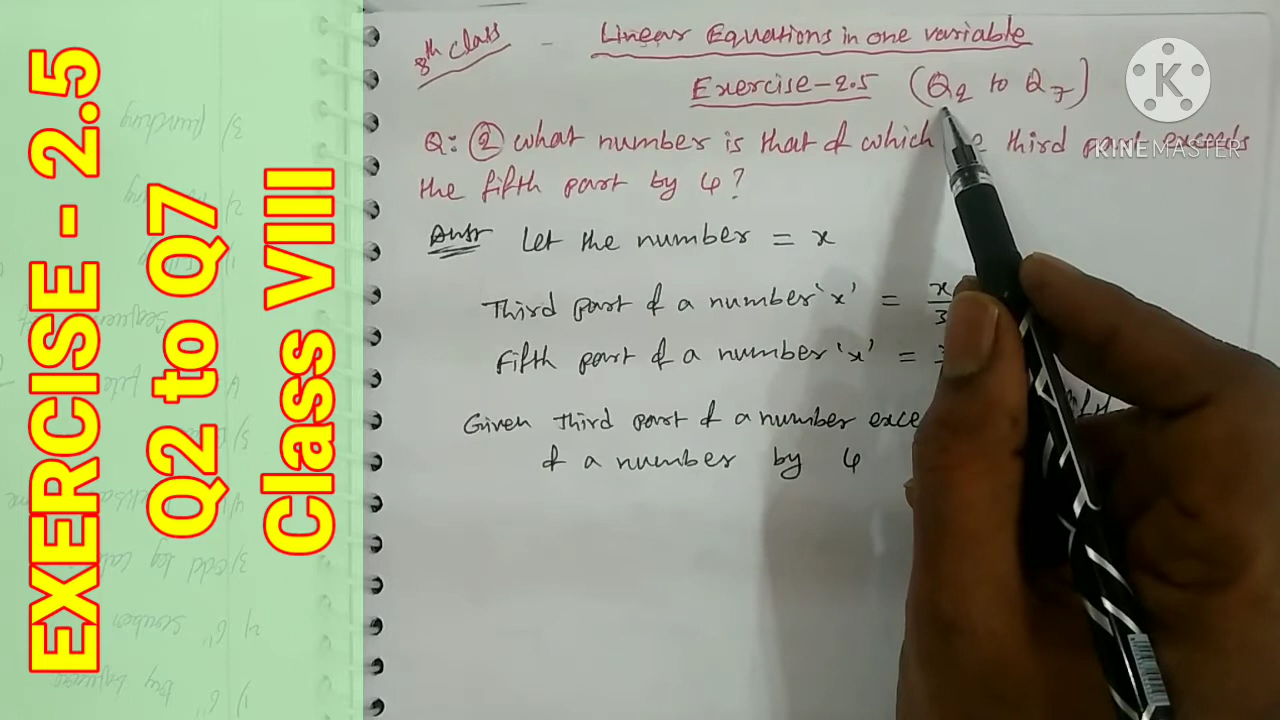 EXERCISE - 2.5
Q2 to Q7
Class VIII
8th class - Linear Equations in one variable
Exercise-2.5 (Q2 to Q7)
K
KINEMASTER
Q: 2 what number is that of which third part exceeds
the fifth part by 4?
Ans: Let the number = x
Third part of a number 'x' = x/3
Fifth part of a number 'x' =
Given third part of a number
of a number by 4